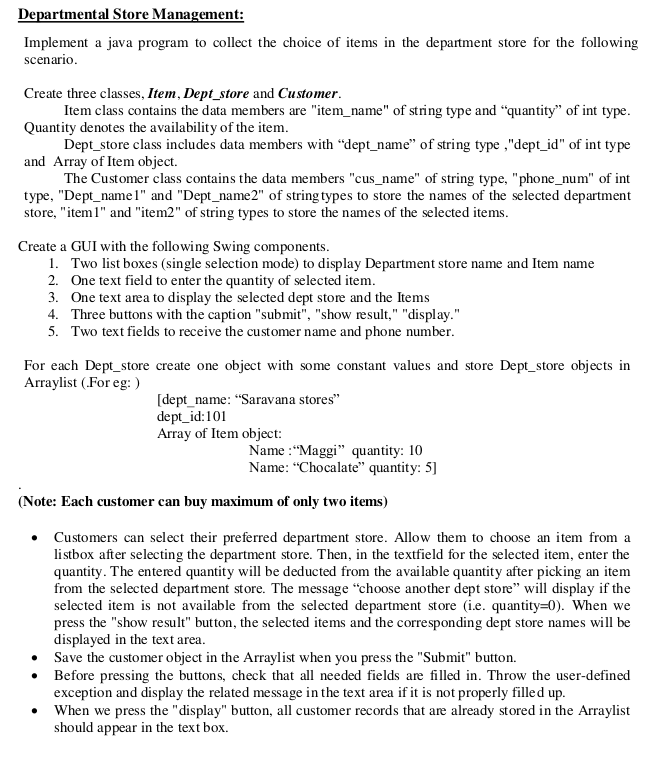 Departmental Store Management:
Implement a java program to collect the choice of items in the department store for the following
scenario.
Create three classes, Item, Dept_store and Customer.
Item class contains the data members are "item_name" of string type and “quantity” of int type.
Quantity denotes the availability of the item.
Dept_store class includes data members with “dept_name” of string type ,"dept_id" of int type
and Array of Item object.
The Customer class contains the data members "cus_name" of string type, "phone_num" of int
type, "Dept_name1" and "Dept_name2" of string types to store the names of the selected department
store, "item1" and "item2" of string types to store the names of the selected items.
Create a GUI with the following Swing components.
1. Two list boxes (single selection mode) to display Department store name and Item name
2. One text field to enter the quantity of selected item.
3. One text area to display the selected dept store and the Items
4. Three buttons with the caption "submit", "show result," "display."
5. Two text fields to receive the customer name and phone number.
For each Dept_store create one object with some constant values and store Dept_store objects in
Arraylist (.For eg: )
[dept_name: “Saravana stores”
dept_id:101
Array of Item object:
Name :“Maggi” quantity: 10
Name: “Chocalate” quantity: 5]
.
(Note: Each customer can buy maximum of only two items)
• Customers can select their preferred department store. Allow them to choose an item from a
listbox after selecting the department store. Then, in the textfield for the selected item, enter the
quantity. The entered quantity will be deducted from the available quantity after picking an item
from the selected department store. The message “choose another dept store” will display if the
selected item is not available from the selected department store (i.e. quantity=0). When we
press the "show result" button, the selected items and the corresponding dept store names will be
displayed in the text area.
• Save the customer object in the Arraylist when you press the "Submit" button.
• Before pressing the buttons, check that all needed fields are filled in. Throw the user-defined
exception and display the related message in the text area if it is not properly filled up.
• When we press the "display" button, all customer records that are already stored in the Arraylist
should appear in the text box.